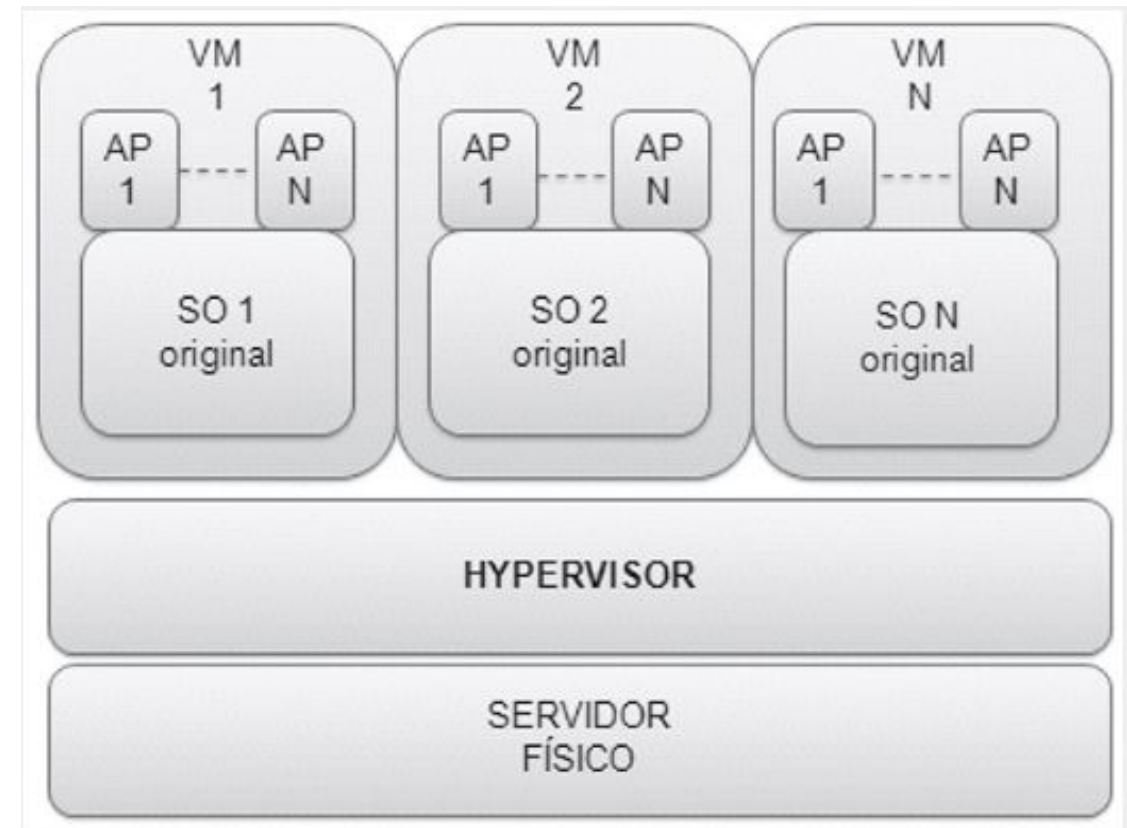 VM
1
AP
1
AP
N
SO 1
original
VM
2
AP
1
AP
N
SO 2
original
VM
N
AP
1
AP
N
SO N
original
HYPERVISOR
SERVIDOR
FÍSICO